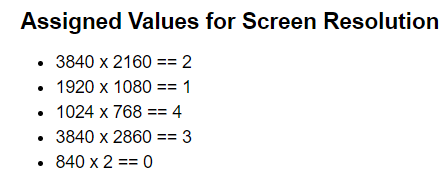 Assigned Values for Screen Resolution
• 3840 x 2160 == 2
• 1920 x 1080 == 1
• 1024 x 768 == 4
• 3840 x 2860 == 3
• 840 x 2 == 0